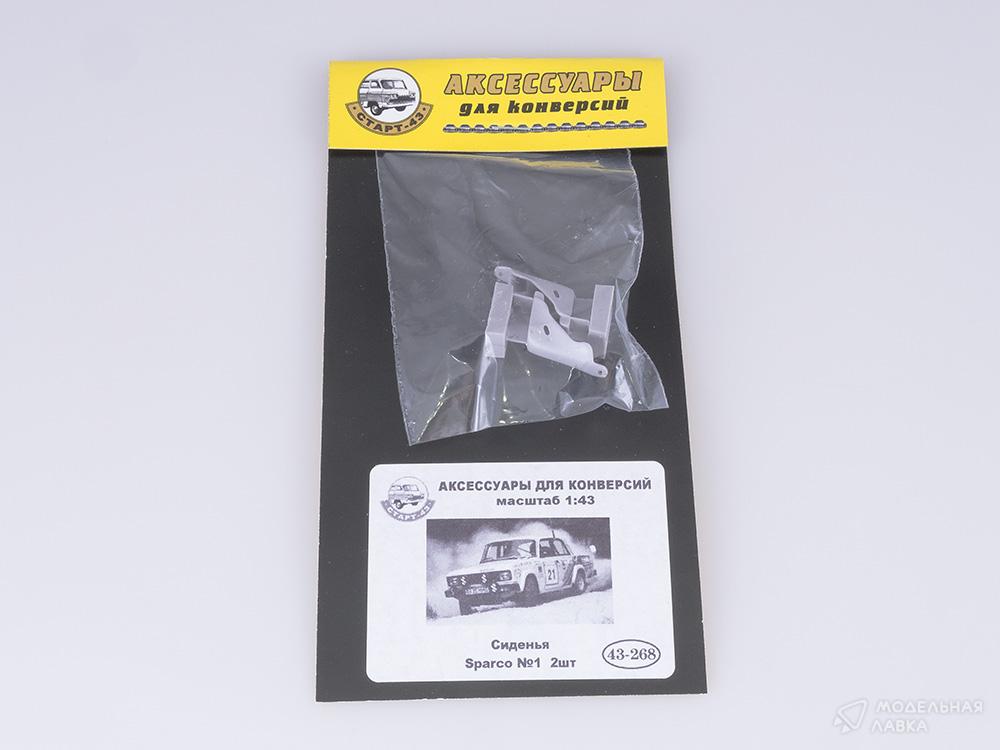 АКСЕССУАРЫ
для конверсий
СТАРТ-43
АКСЕССУАРЫ ДЛЯ КОНВЕРСИЙ
масштаб 1:43
СТАРТ-43
21
Сиденья
Sparco №1 2шт
43-268
МОДЕЛЬНАЯ
ЛАВКА